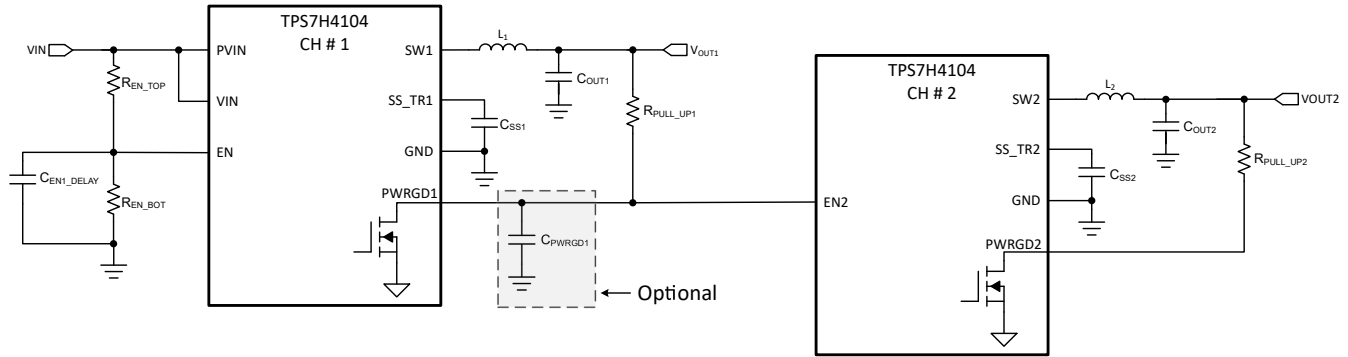 TPS7H4104
CH # 1
VIN
PVIN
R_EN_TOP
VIN
EN
C_EN1_DELAY
R_EN_BOT
SW1
L₁
V_OUT1
C_OUT1
SS_TR1
C_SS1
R_PULL_UP1
GND
PWRGD1
C_PWRGD1
Optional
TPS7H4104
CH # 2
SW2
L₂
VOUT2
C_OUT2
SS_TR2
C_SS2
R_PULL_UP2
EN2
GND
PWRGD2